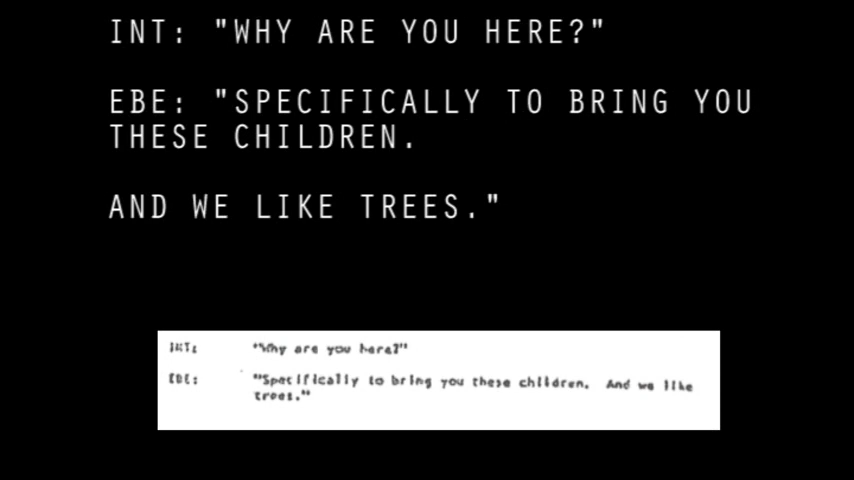 INT: "WHY ARE YOU HERE?"
EBE: "SPECIFICALLY TO BRING YOU
THESE CHILDREN.
AND WE LIKE TREES."
INT: "Why are you here?"
EBE: "Specifically to bring you these children. And we like
trees."